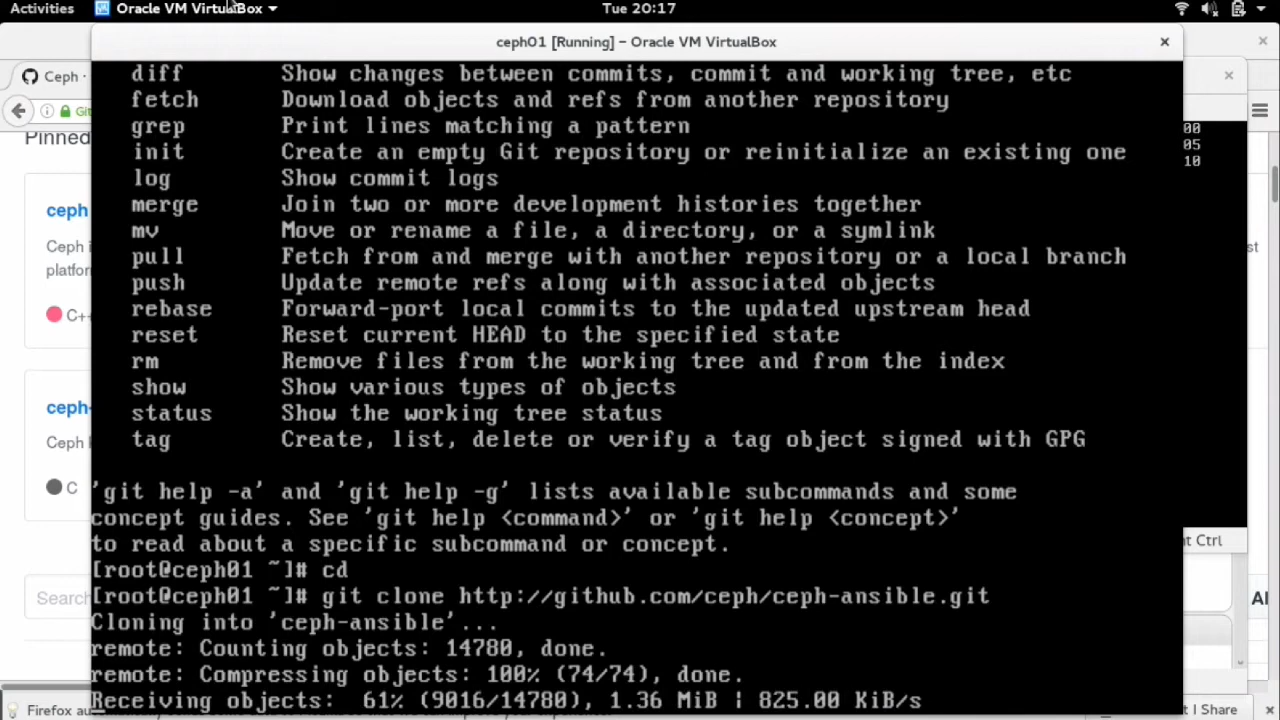 Activities Oracle VM VirtualBox Tue 20:17
ceph01 [Running] – Oracle VM VirtualBox
Ceph ·
Pinned
ceph
Ceph i
platfor
C++
ceph-
Ceph
C
Search
00
05
10
st
t Ctrl
AI
t I Share
diff Show changes between commits, commit and working tree, etc
fetch Download objects and refs from another repository
grep Print lines matching a pattern
init Create an empty Git repository or reinitialize an existing one
log Show commit logs
merge Join two or more development histories together
mv Move or rename a file, a directory, or a symlink
pull Fetch from and merge with another repository or a local branch
push Update remote refs along with associated objects
rebase Forward-port local commits to the updated upstream head
reset Reset current HEAD to the specified state
rm Remove files from the working tree and from the index
show Show various types of objects
status Show the working tree status
tag Create, list, delete or verify a tag object signed with GPG
'git help -a' and 'git help -g' lists available subcommands and some
concept guides. See 'git help <command>' or 'git help <concept>'
to read about a specific subcommand or concept.
[root@ceph01 ~]# cd
[root@ceph01 ~]# git clone http://github.com/ceph/ceph-ansible.git
Cloning into 'ceph-ansible'...
remote: Counting objects: 14780, done.
remote: Compressing objects: 100% (74/74), done.
Receiving objects: 61% (9016/14780), 1.36 MiB | 825.00 KiB/s
Firefox au